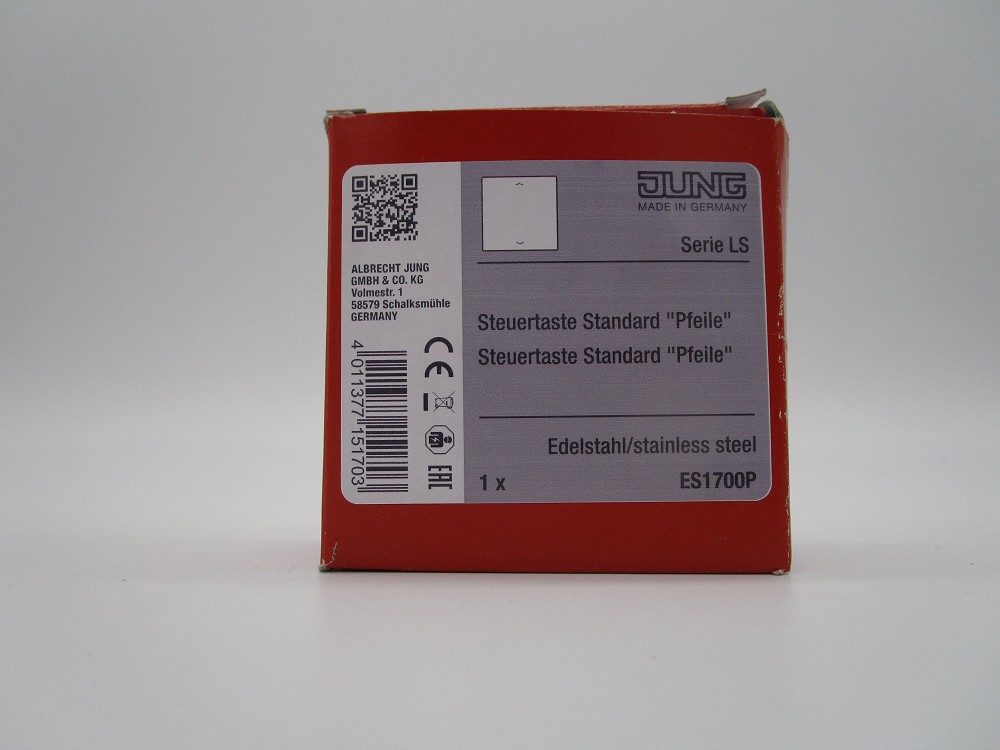 ALBRECHT JUNG
GMBH & CO. KG
Volmestr. 1
58579 Schalksmühle
GERMANY
4 011377 151703
CE
EAC
JUNG
MADE IN GERMANY
Serie LS
Steuertaste Standard "Pfeile"
Steuertaste Standard "Pfeile"
Edelstahl/stainless steel
1 x
ES1700P